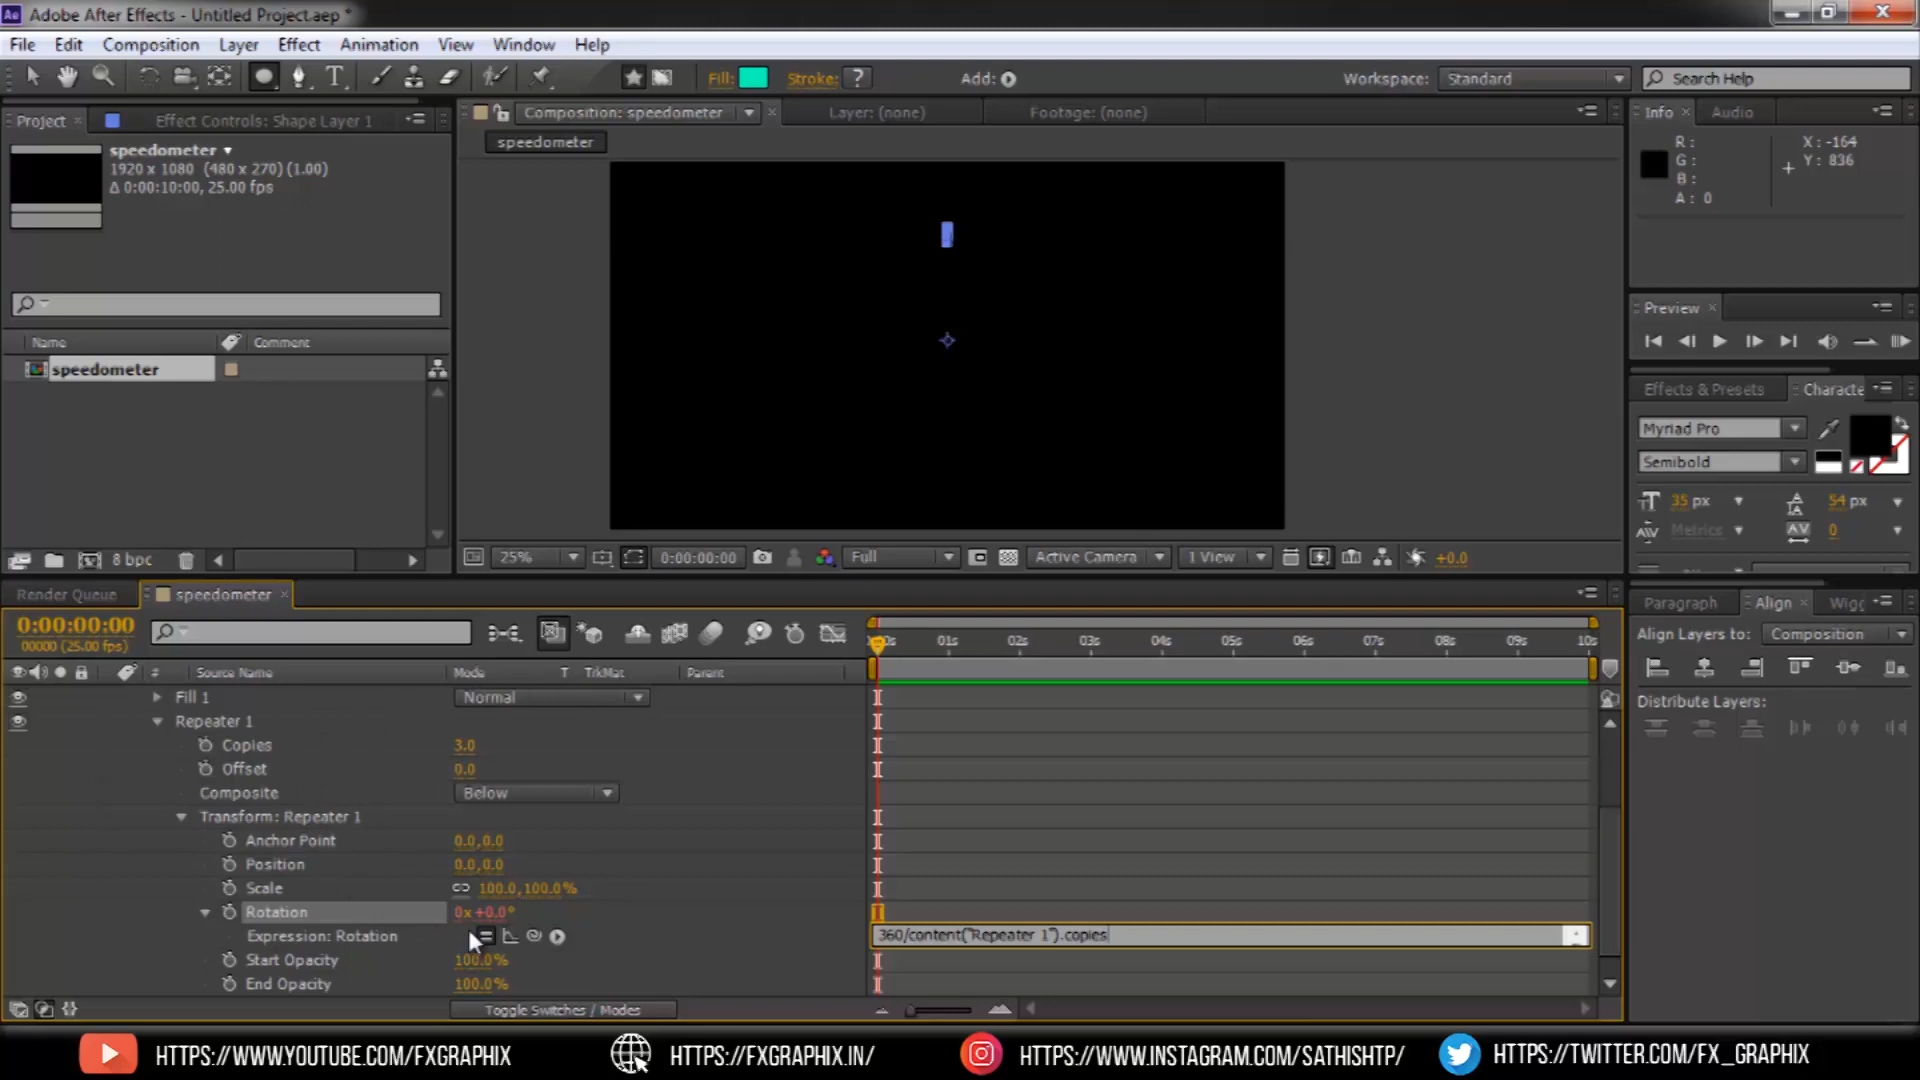 Adobe After Effects - Untitled Project.aep *
File Edit Composition Layer Effect Animation View Window Help
Fill: Stroke: ? Add: Workspace: Standard Search Help
Project Effect Controls: Shape Layer 1 Composition: speedometer Layer: (none) Footage: (none) Info Audio
speedometer
speedometer
1920 x 1080 (480 x 270) (1.00)
Δ 0:00:10:00, 25.00 fps
R: X: -164
G: Y: 836
B:
A: 0
Preview
Name Comment
speedometer
Effects & Presets Characte
Myriad Pro
Semibold
35 px 54 px
Metrics 0
8 bpc 25% 0:00:00:00 Full Active Camera 1 View +0.0
Render Queue speedometer Paragraph Align Wigg
0:00:00:00
00000 (25.00 fps)
01s 02s 03s 04s 05s 06s 07s 08s 09s 10s
Align Layers to: Composition
# Source Name Mode T TrkMat Parent
Fill 1 Normal
Distribute Layers:
Repeater 1
Copies 3.0
Offset 0.0
Composite Below
Transform: Repeater 1
Anchor Point 0.0,0.0
Position 0.0,0.0
Scale 100.0,100.0%
Rotation 0x +0.0°
Expression: Rotation 360/content("Repeater 1").copies
Start Opacity 100.0%
End Opacity 100.0%
Toggle Switches / Modes
HTTPS://WWW.YOUTUBE.COM/FXGRAPHIX HTTPS://FXGRAPHIX.IN/ HTTPS://WWW.INSTAGRAM.COM/SATHISHTP/ HTTPS://TWITTER.COM/FX_GRAPHIX